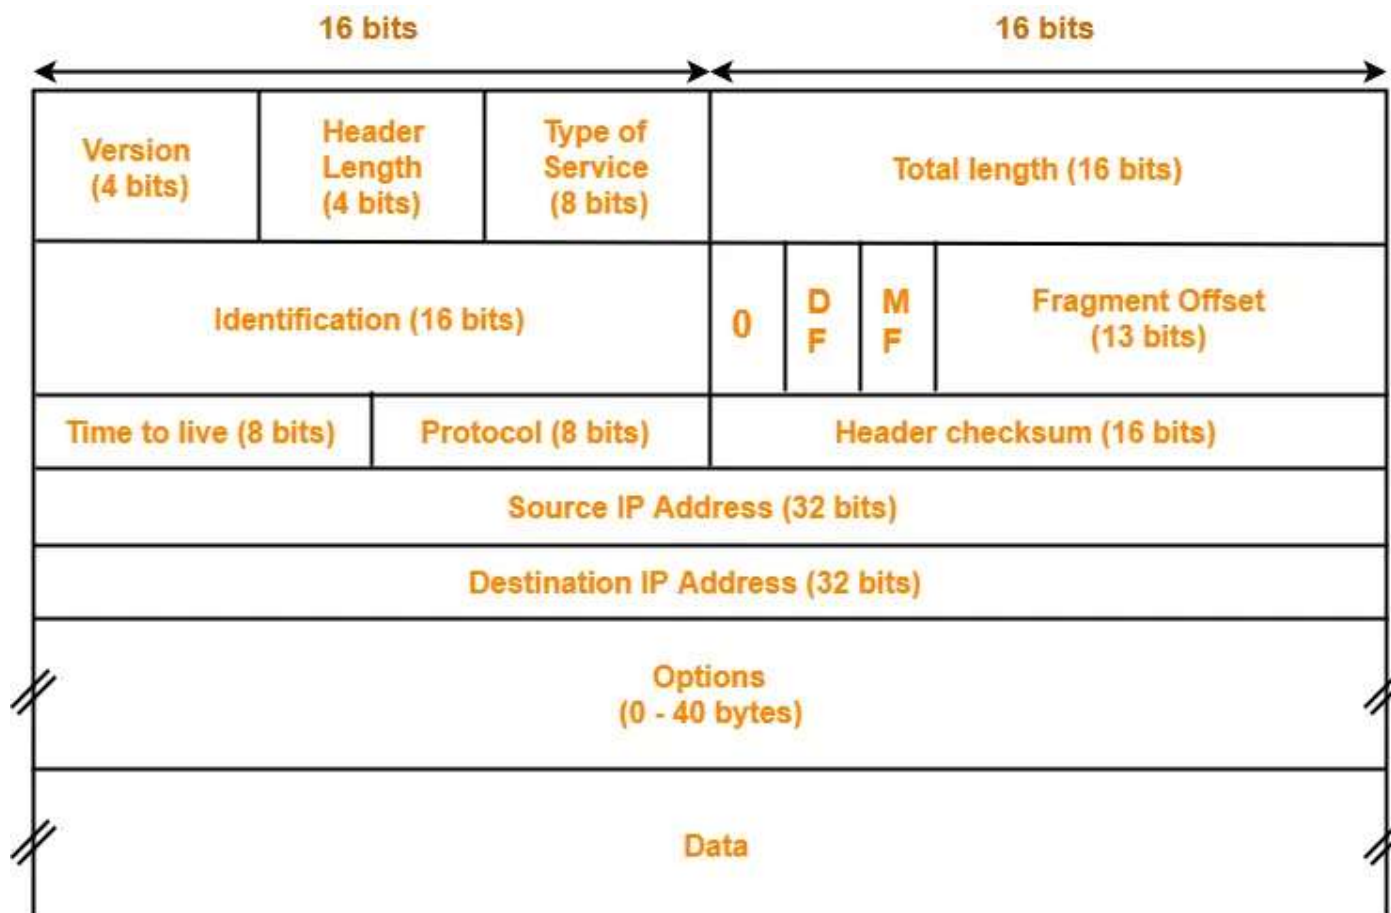 16 bits
16 bits
Version
(4 bits)
Header
Length
(4 bits)
Type of
Service
(8 bits)
Total length (16 bits)
Identification (16 bits)
0
D
F
M
F
Fragment Offset
(13 bits)
Time to live (8 bits)
Protocol (8 bits)
Header checksum (16 bits)
Source IP Address (32 bits)
Destination IP Address (32 bits)
Options
(0 - 40 bytes)
Data